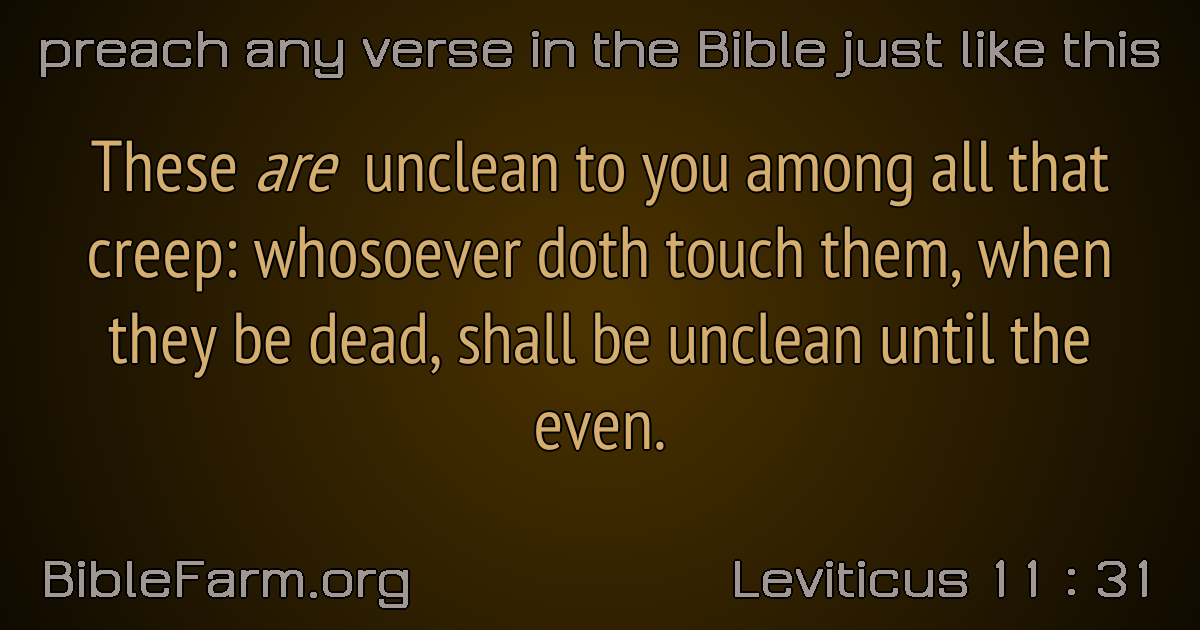 preach any verse in the Bible just like this
These are unclean to you among all that
creep: whosoever doth touch them, when
they be dead, shall be unclean until the
even.
BibleFarm.org
Leviticus 11 : 31